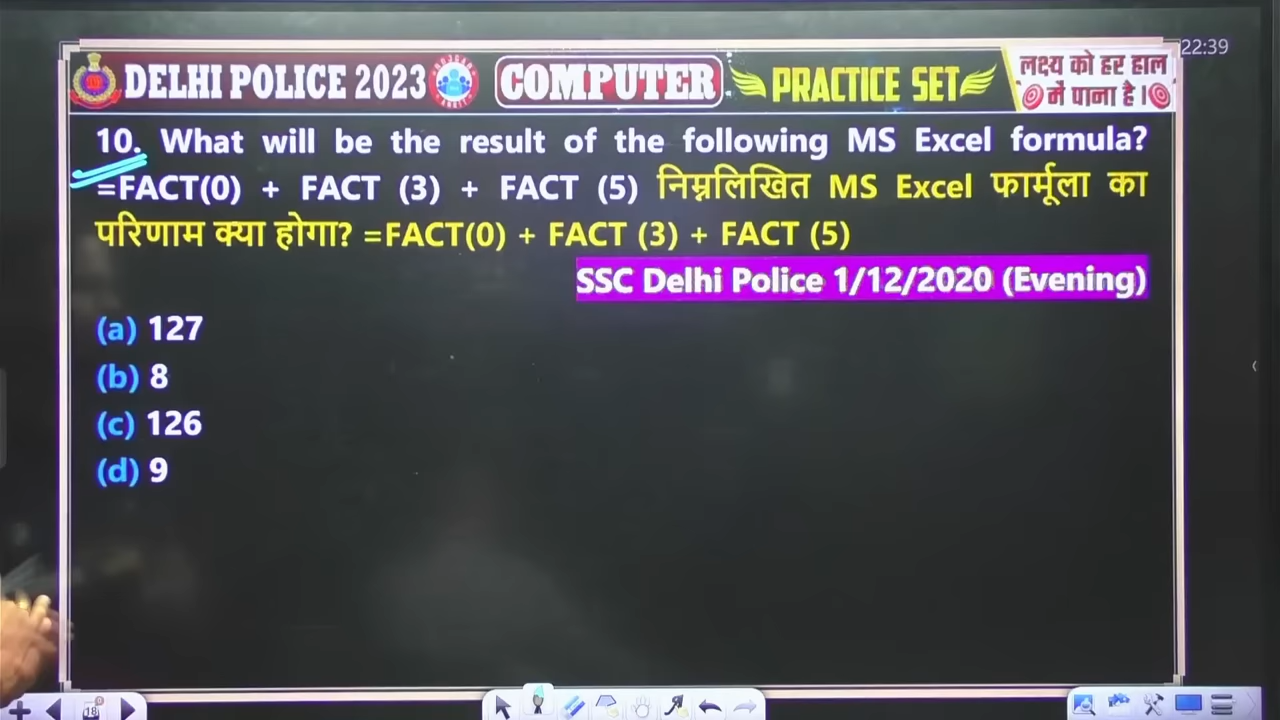 22:39
DELHI POLICE 2023 COMPUTER PRACTICE SET लक्ष्य को हर हाल
में पाना है।
10. What will be the result of the following MS Excel formula?
=FACT(0) + FACT (3) + FACT (5) निम्नलिखित MS Excel फार्मूला का
परिणाम क्या होगा? =FACT(0) + FACT (3) + FACT (5)
SSC Delhi Police 1/12/2020 (Evening)
(a) 127
(b) 8
(c) 126
(d) 9
18